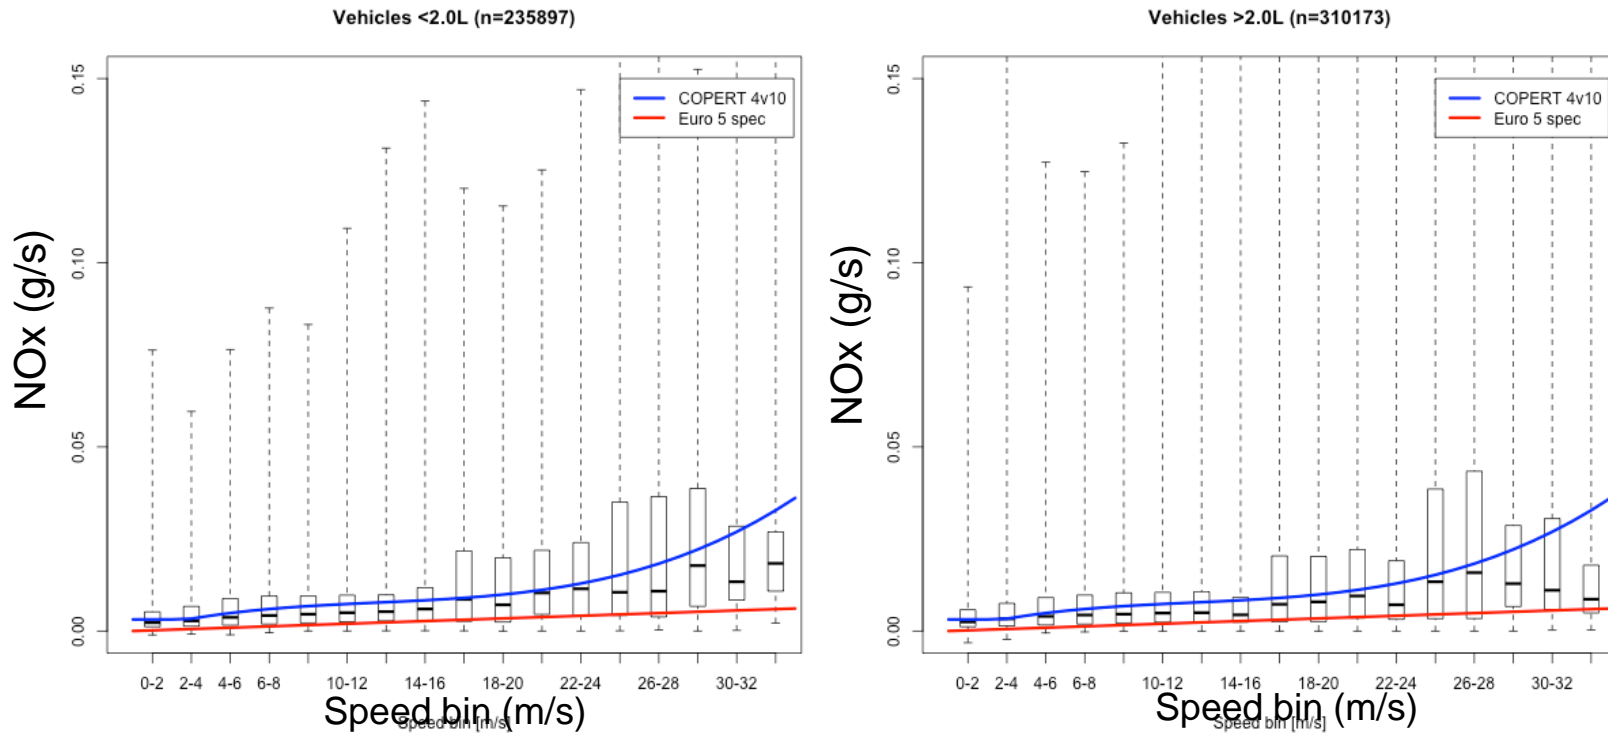 Vehicles <2.0L (n=235897)
NOx (g/s)
0.15
0.10
0.05
0.00
COPERT 4v10
Euro 5 spec
0-2 2-4 4-6 6-8 10-12 14-16 18-20 22-24 26-28 30-32
Speed bin (m/s)
Speed bin [m/s]
Vehicles >2.0L (n=310173)
NOx (g/s)
0.15
0.10
0.05
0.00
COPERT 4v10
Euro 5 spec
0-2 2-4 4-6 6-8 10-12 14-16 18-20 22-24 26-28 30-32
Speed bin (m/s)
Speed bin [m/s]